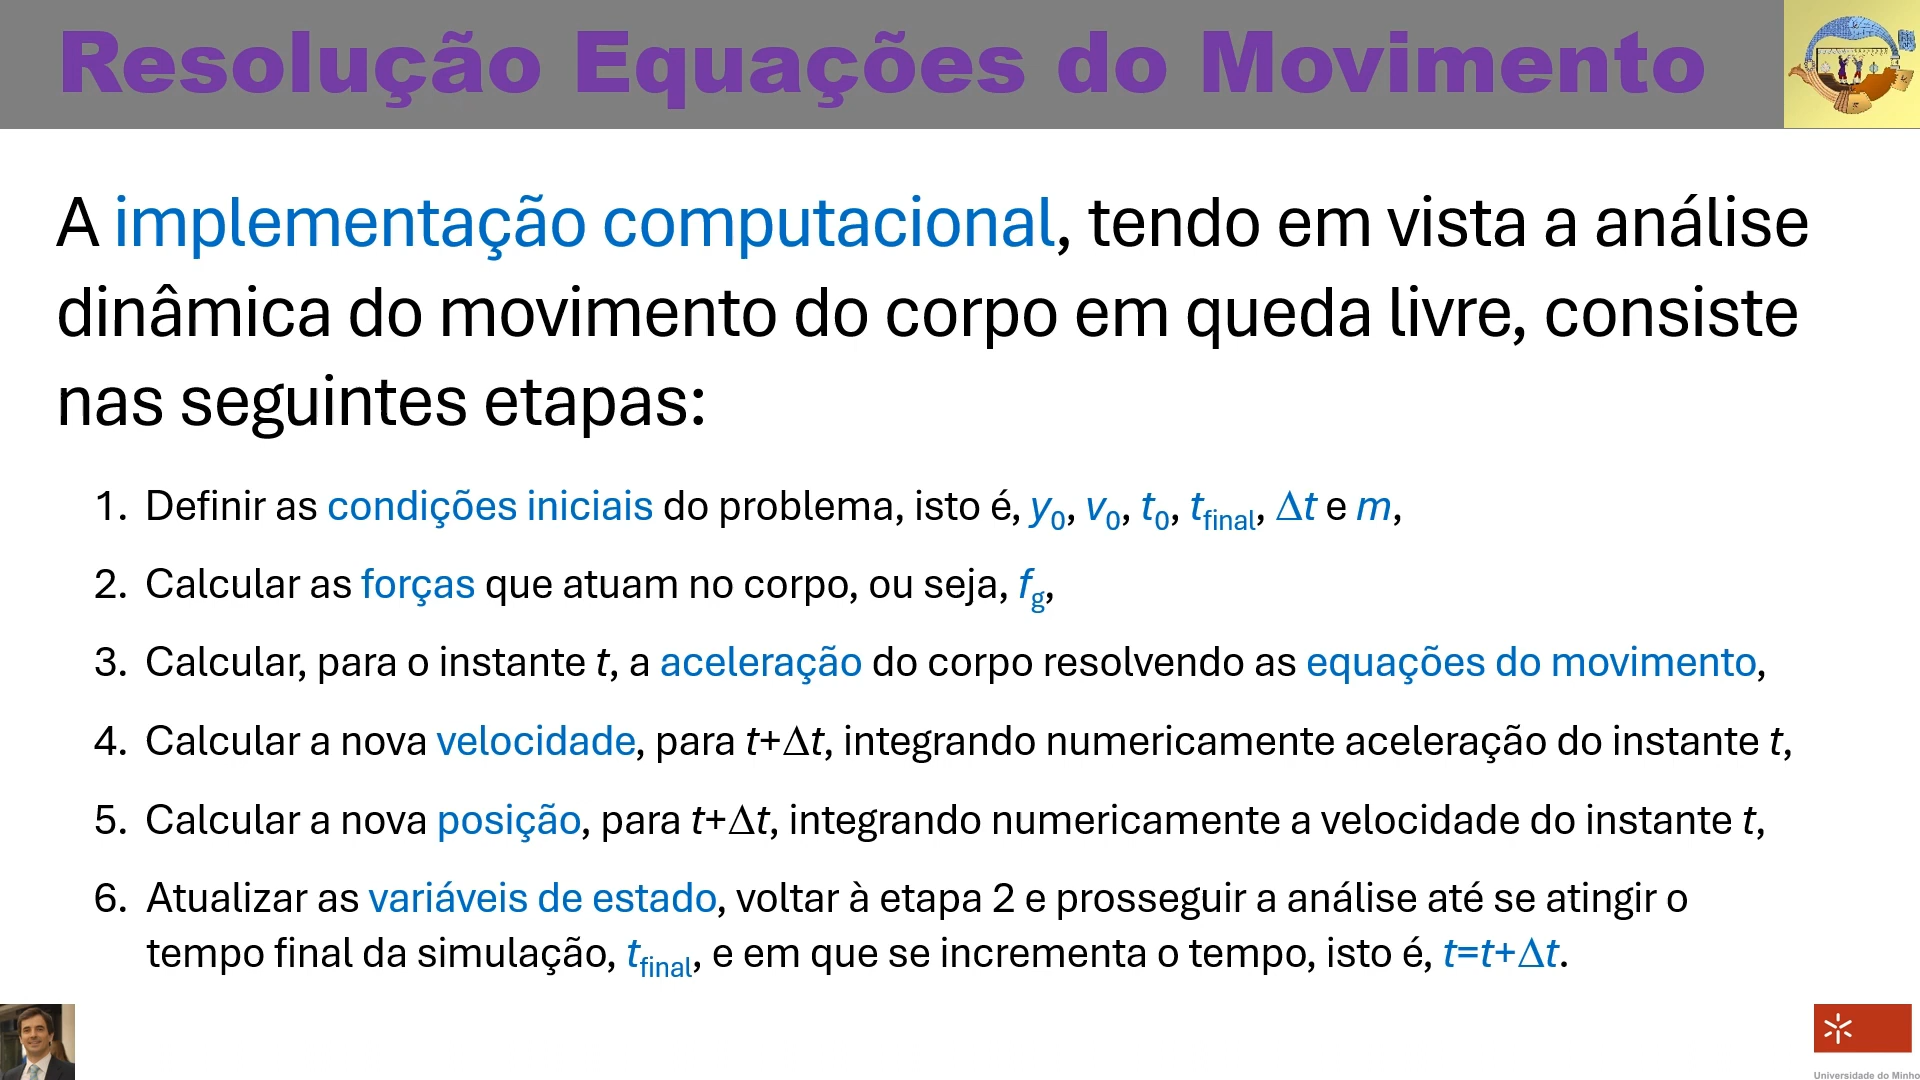 Resolução Equações do Movimento
A implementação computacional, tendo em vista a análise
dinâmica do movimento do corpo em queda livre, consiste
nas seguintes etapas:
1. Definir as condições iniciais do problema, isto é, y0, v0, t0, tfinal, Δt e m,
2. Calcular as forças que atuam no corpo, ou seja, fg,
3. Calcular, para o instante t, a aceleração do corpo resolvendo as equações do movimento,
4. Calcular a nova velocidade, para t+Δt, integrando numericamente aceleração do instante t,
5. Calcular a nova posição, para t+Δt, integrando numericamente a velocidade do instante t,
6. Atualizar as variáveis de estado, voltar à etapa 2 e prosseguir a análise até se atingir o
tempo final da simulação, tfinal, e em que se incrementa o tempo, isto é, t=t+Δt.
Universidade do Minho